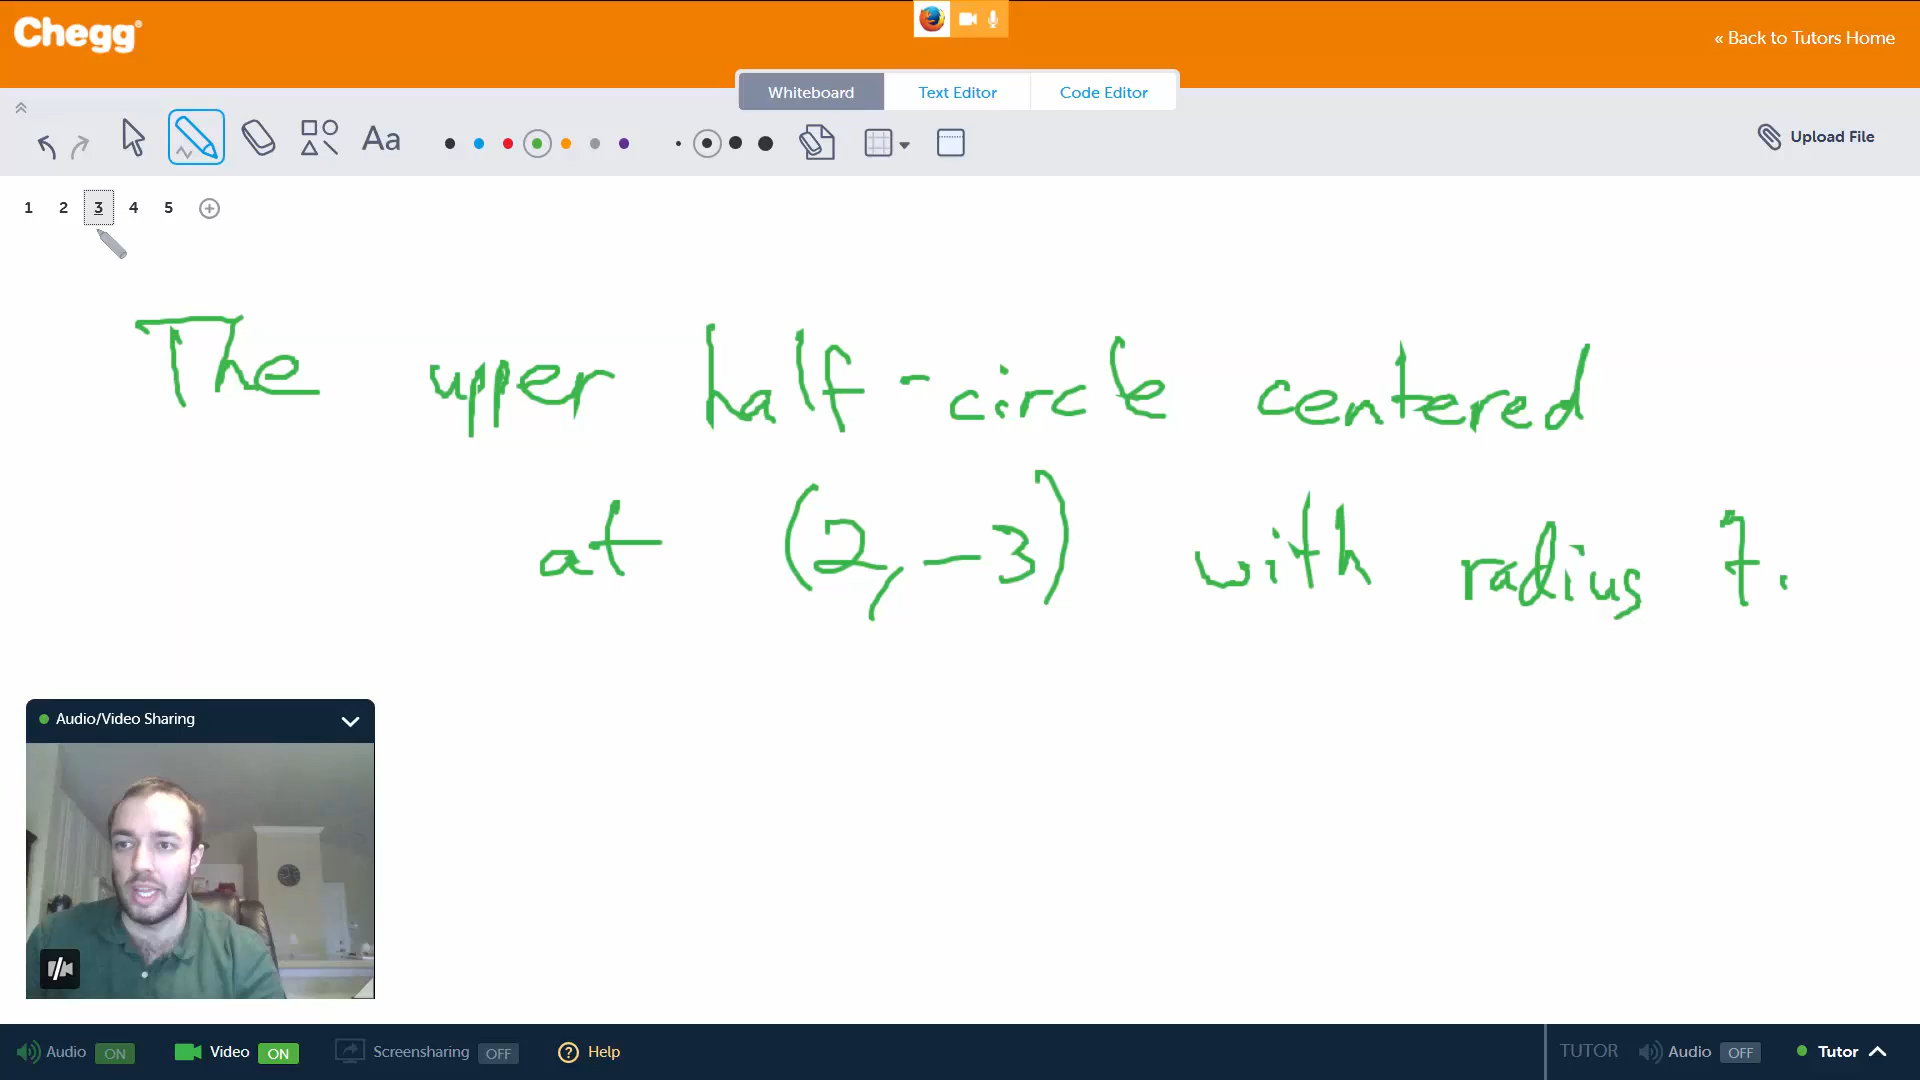 Chegg
« Back to Tutors Home
Whiteboard Text Editor Code Editor
Aa
Upload File
1 2 3 4 5
The upper half-circle centered
at (2, -3) with radius 7.
Audio/Video Sharing
Audio ON Video ON Screensharing OFF ? Help TUTOR Audio OFF Tutor